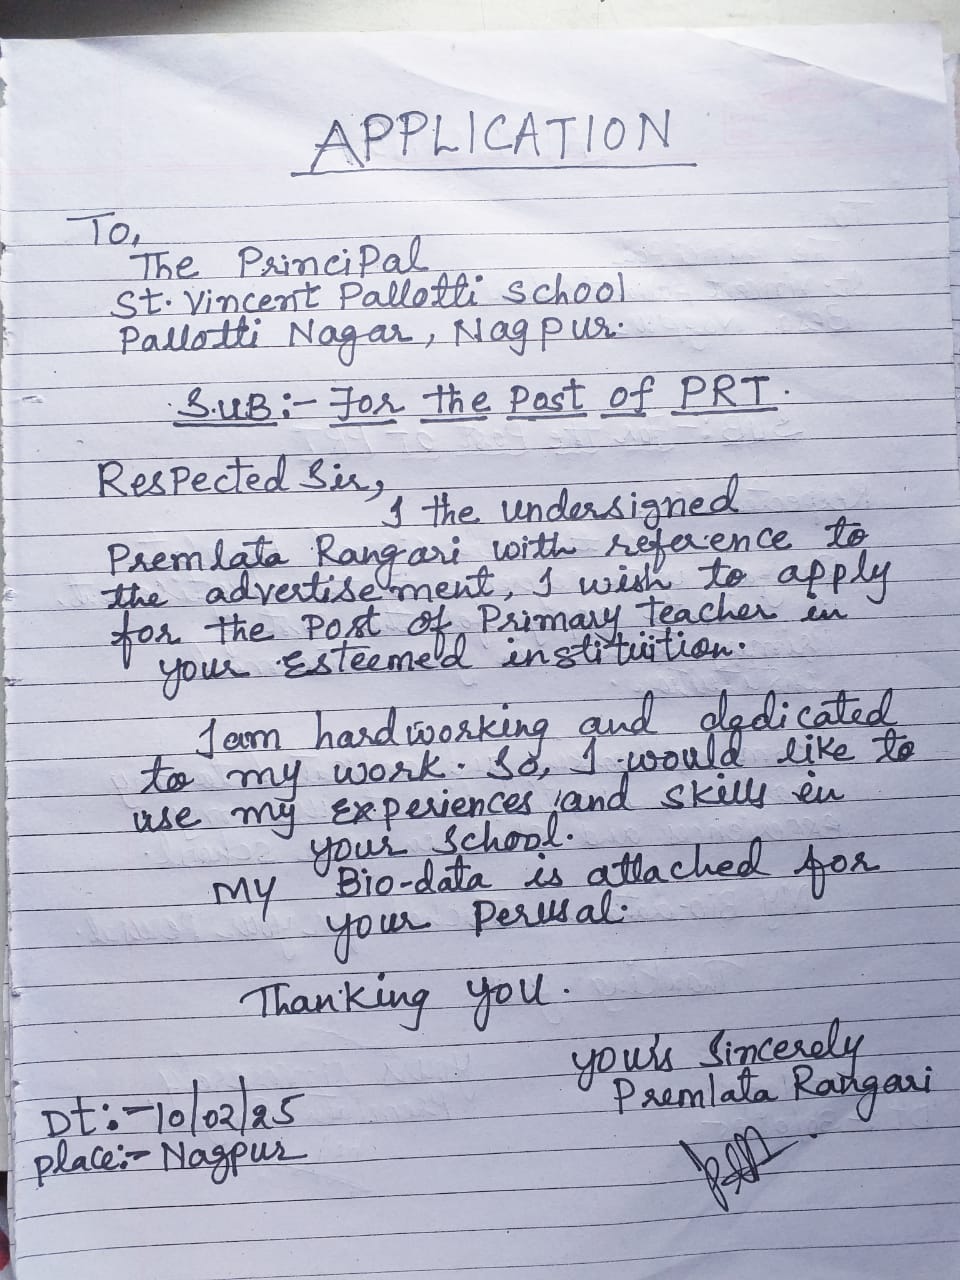 APPLICATION
To,
The Principal
St. Vincent Pallotti School
Pallotti Nagar, Nagpur.
SUB:- For the Post of PRT.
Respected Sir,
I the undersigned
Premlata Rangari with reference to
the advertisement, I wish to apply
for the Post of Primary Teacher in
your Esteemed instituition.
I am hardworking and dedicated
to my work. So, I would like to
use my Experiences and skills in
your School.
My Bio-data is attached for
your Perusal.
Thanking you.
your's Sincerely
Premlata Rangari
Dt:- 10/02/25
place:- Nagpur